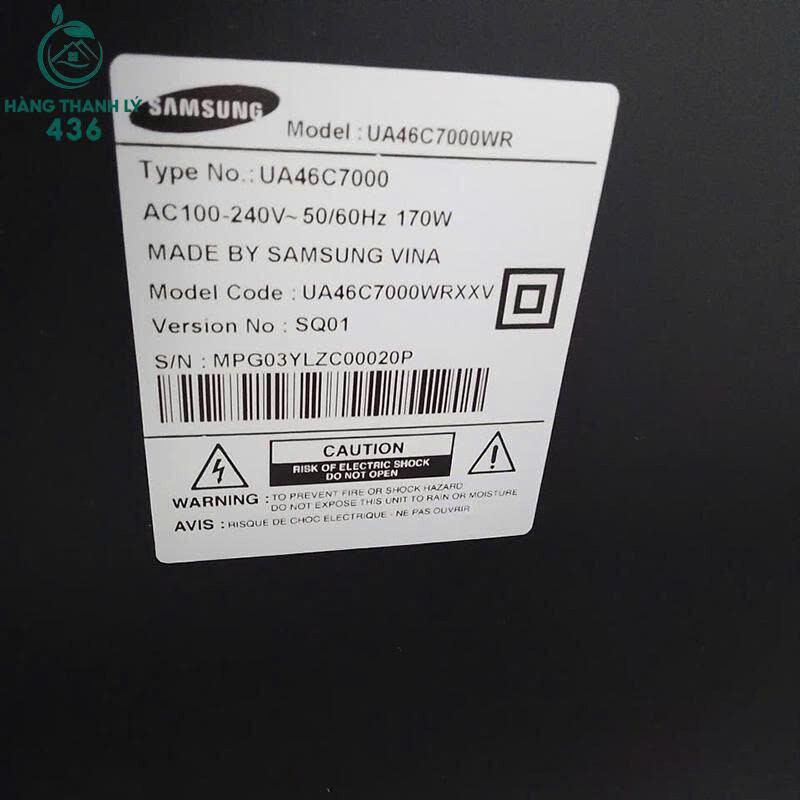 HÀNG THANH LÝ
436
SAMSUNG
Model : UA46C7000WR
Type No.: UA46C7000
AC100-240V~ 50/60Hz 170W
MADE BY SAMSUNG VINA
Model Code : UA46C7000WRXXV
Version No : SQ01
S/N : MPG03YLZC00020P
CAUTION
RISK OF ELECTRIC SHOCK
DO NOT OPEN
WARNING : TO PREVENT FIRE OR SHOCK HAZARD
DO NOT EXPOSE THIS UNIT TO RAIN OR MOISTURE
AVIS : RISQUE DE CHOC ELECTRIQUE - NE PAS OUVRIR